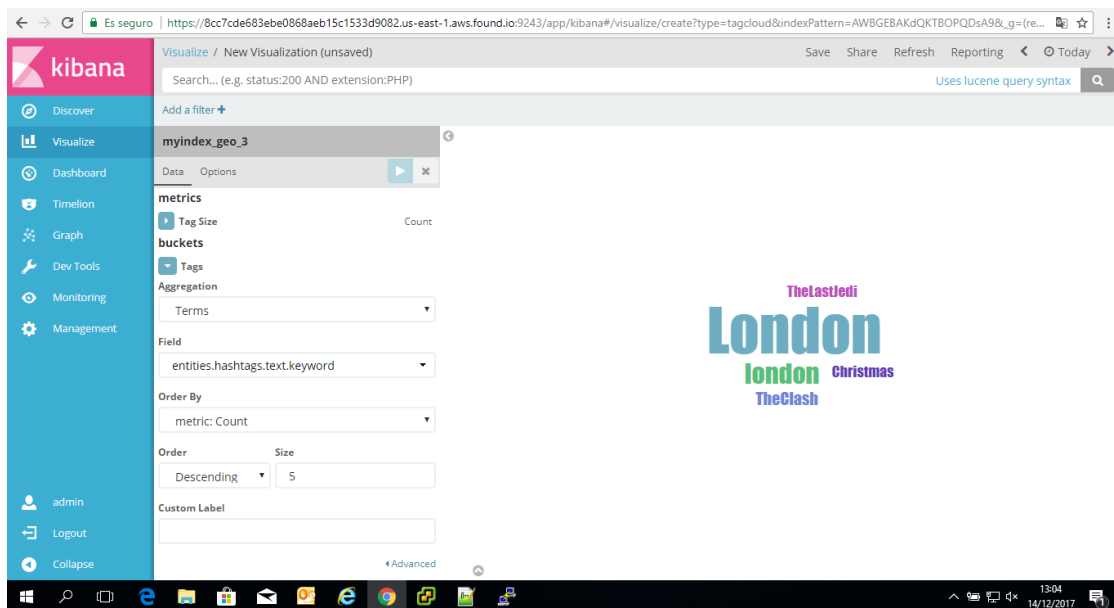 Es seguro | https://8cc7cde683ebe0868aeb15c1533d9082.us-east-1.aws.found.io:9243/app/kibana#/visualize/create?type=tagcloud&indexPattern=AWBGEBAKdQKTBOPQDsA9&_g=(re...
kibana
Discover
Visualize
Dashboard
Timelion
Graph
Dev Tools
Monitoring
Management
admin
Logout
Collapse
Visualize / New Visualization (unsaved)
Save Share Refresh Reporting Today
Search... (e.g. status:200 AND extension:PHP)
Uses lucene query syntax
Add a filter +
myindex_geo_3
Data Options
metrics
Tag Size Count
buckets
Tags
Aggregation
Terms
Field
entities.hashtags.text.keyword
Order By
metric: Count
Order Size
Descending 5
Custom Label
Advanced
TheLastJedi
London
london Christmas
TheClash
13:04
14/12/2017